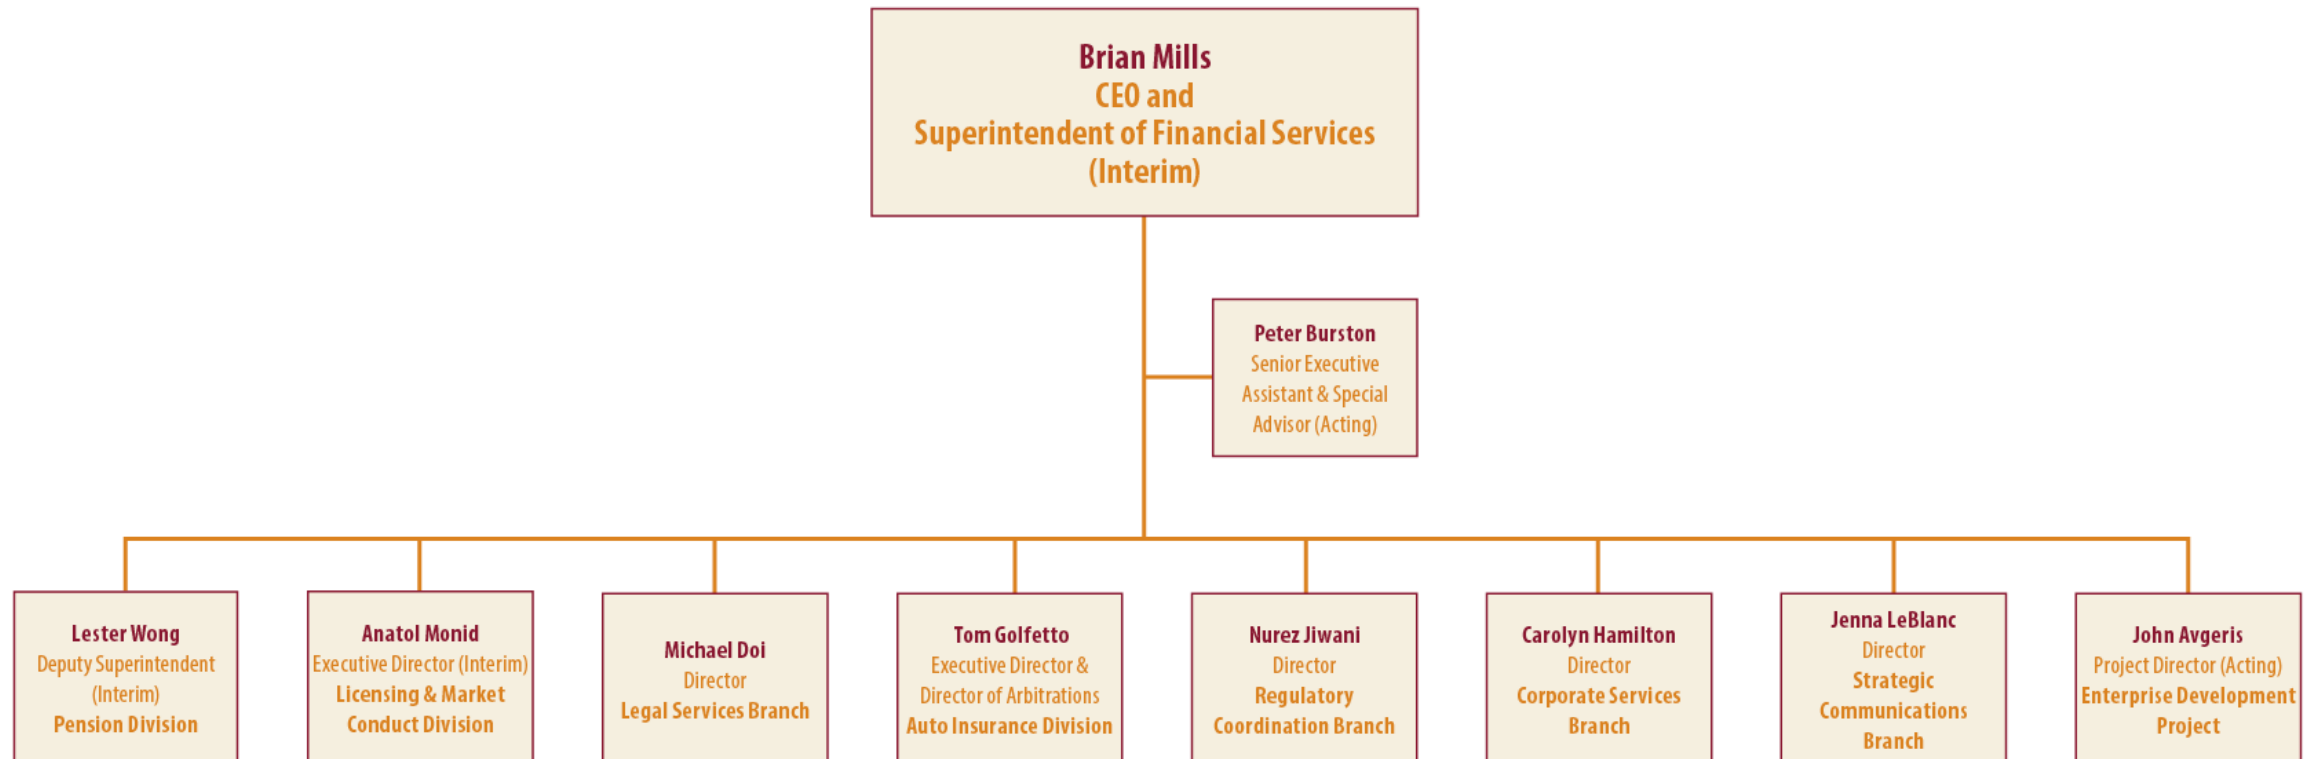 Brian Mills
CEO and
Superintendent of Financial Services
(Interim)
Peter Burston
Senior Executive
Assistant & Special
Advisor (Acting)
Lester Wong
Deputy Superintendent
(Interim)
Pension Division
Anatol Monid
Executive Director (Interim)
Licensing & Market
Conduct Division
Michael Doi
Director
Legal Services Branch
Tom Golfetto
Executive Director &
Director of Arbitrations
Auto Insurance Division
Nurez Jiwani
Director
Regulatory
Coordination Branch
Carolyn Hamilton
Director
Corporate Services
Branch
Jenna LeBlanc
Director
Strategic
Communications
Branch
John Avgeris
Project Director (Acting)
Enterprise Development
Project